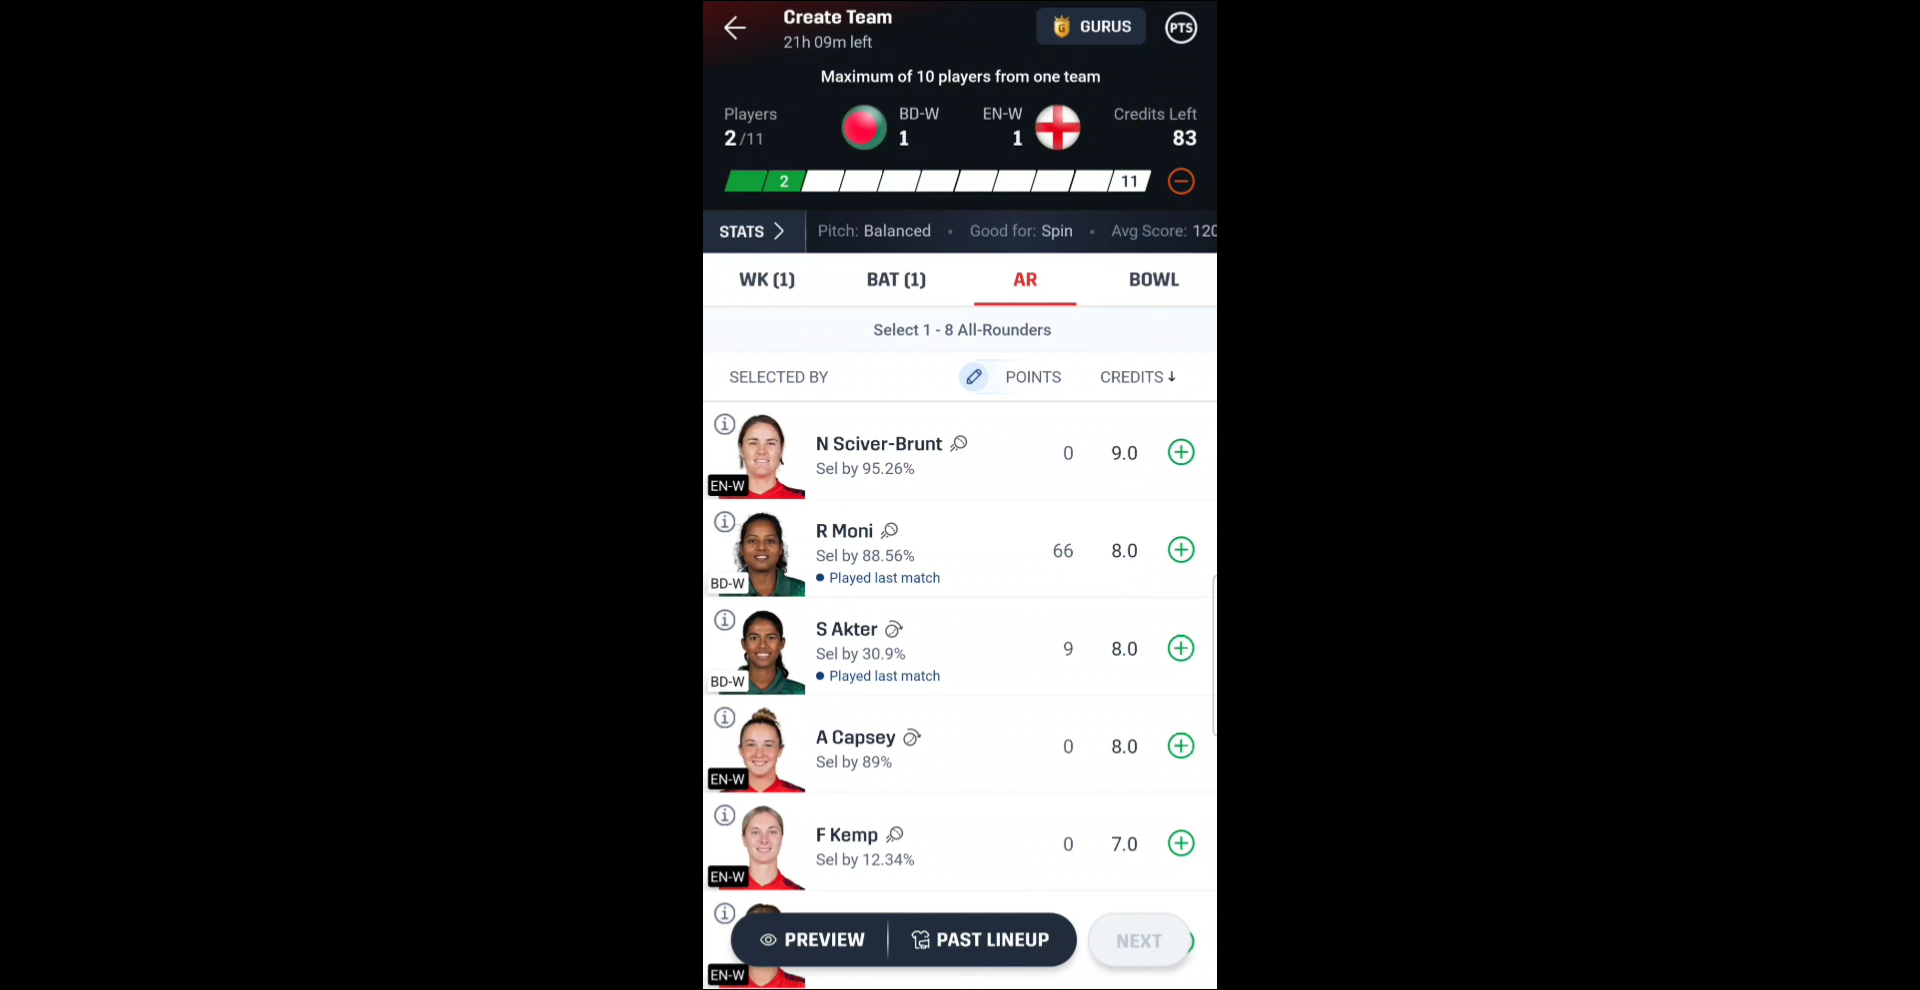 Create Team
21h 09m left
GURUS
PTS
Maximum of 10 players from one team
Players
2/11
BD-W
1
EN-W
1
Credits Left
83
2
11
STATS
Pitch: Balanced • Good for: Spin • Avg Score: 120
WK (1)
BAT (1)
AR
BOWL
Select 1 - 8 All-Rounders
SELECTED BY
POINTS
CREDITS
N Sciver-Brunt
Sel by 95.26%
0
9.0
EN-W
R Moni
Sel by 88.56%
Played last match
66
8.0
BD-W
S Akter
Sel by 30.9%
Played last match
9
8.0
BD-W
A Capsey
Sel by 89%
0
8.0
EN-W
F Kemp
Sel by 12.34%
0
7.0
EN-W
PREVIEW
PAST LINEUP
NEXT
EN-W